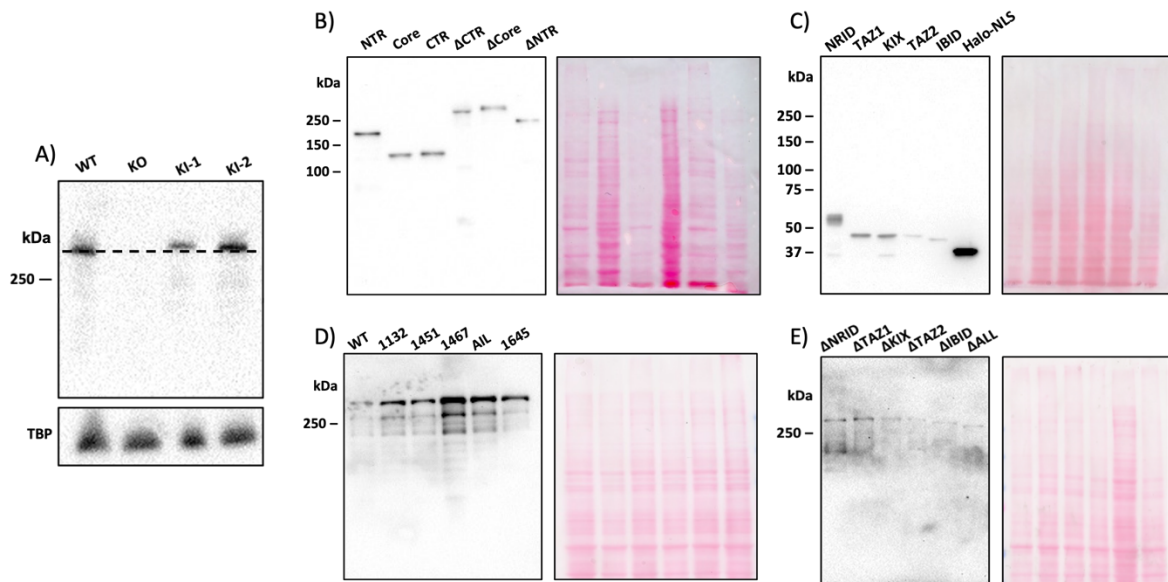 A)
WT KO KI-1 KI-2
kDa
250
TBP
B)
NTR Core CTR ΔCTR ΔCore ΔNTR
kDa
250
150
100
C)
NRID TAZ1 KIX TAZ2 IBID Halo-NLS
kDa
250
150
100
75
50
37
D)
WT 1132 1451 1467 AIL 1645
kDa
250
E)
ΔNRID ΔTAZ1 ΔKIX ΔTAZ2 ΔIBID ΔALL
kDa
250